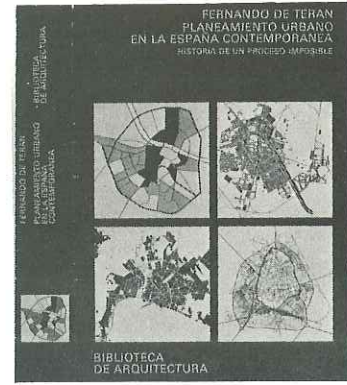 FERNANDO DE TERAN
PLANEAMIENTO URBANO
EN LA ESPAÑA CONTEMPORANEA
HISTORIA DE UN PROCESO IMPOSIBLE
BIBLIOTECA
DE ARQUITECTURA
FERNANDO DE TERAN
PLANEAMIENTO URBANO
EN LA ESPAÑA
CONTEMPORANEA
BIBLIOTECA
DE ARQUITECTURA